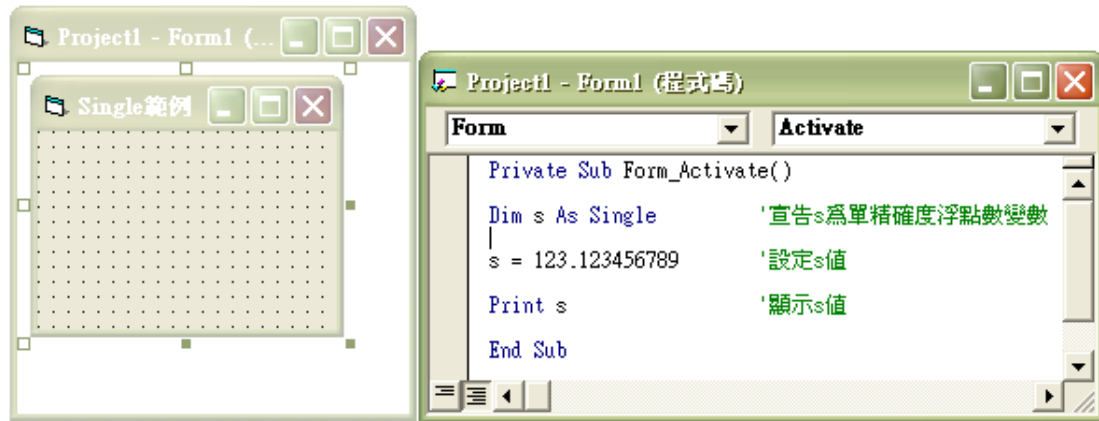 Project1 - Form1 (...
Single範例
Project1 - Form1 (程式碼)
Form
Activate
Private Sub Form_Activate()
Dim s As Single '宣告s為單精確度浮點數變數
s = 123.123456789 '設定s值
Print s '顯示s值
End Sub